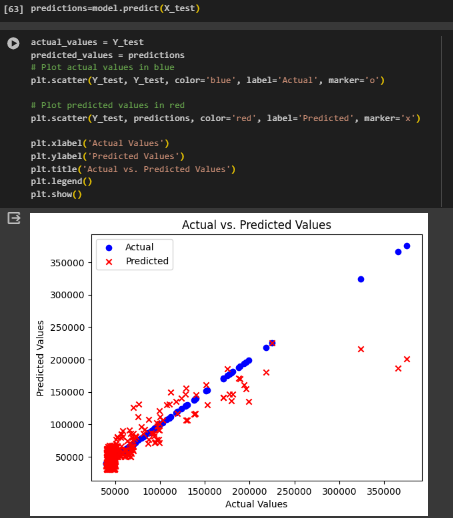 [63] predictions=model.predict(X_test)
actual_values = Y_test
predicted_values = predictions
# Plot actual values in blue
plt.scatter(Y_test, Y_test, color='blue', label='Actual', marker='o')
# Plot predicted values in red
plt.scatter(Y_test, predictions, color='red', label='Predicted', marker='x')
plt.xlabel('Actual Values')
plt.ylabel('Predicted Values')
plt.title('Actual vs. Predicted Values')
plt.legend()
plt.show()
Actual vs. Predicted Values
Actual
Predicted
350000
300000
250000
200000
150000
100000
50000
Predicted Values
50000 100000 150000 200000 250000 300000 350000
Actual Values